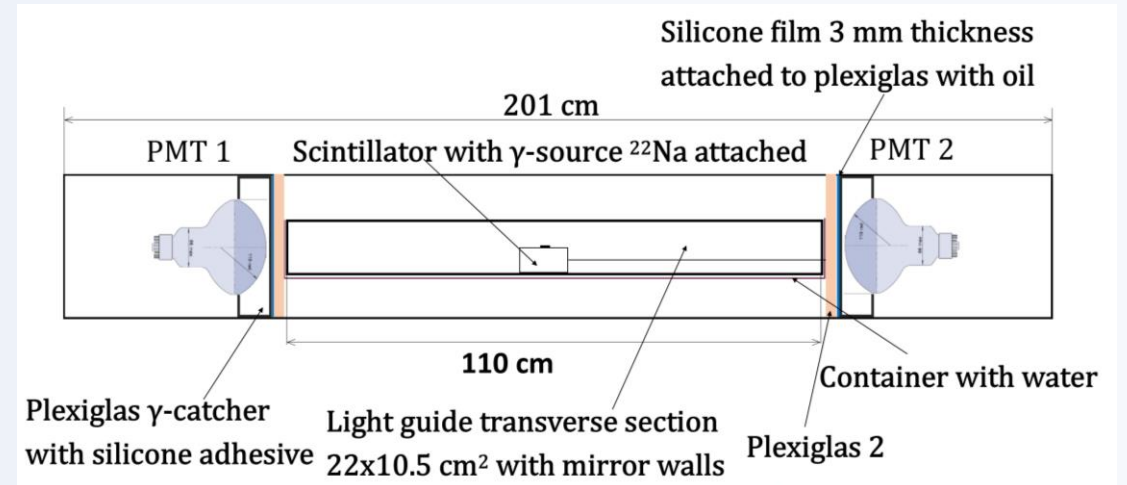 Silicone film 3 mm thickness
attached to plexiglas with oil
201 cm
PMT 1
Scintillator with γ-source ²²Na attached
PMT 2
110 cm
Container with water
Plexiglas γ-catcher
with silicone adhesive
Light guide transverse section
22x10.5 cm² with mirror walls
Plexiglas 2